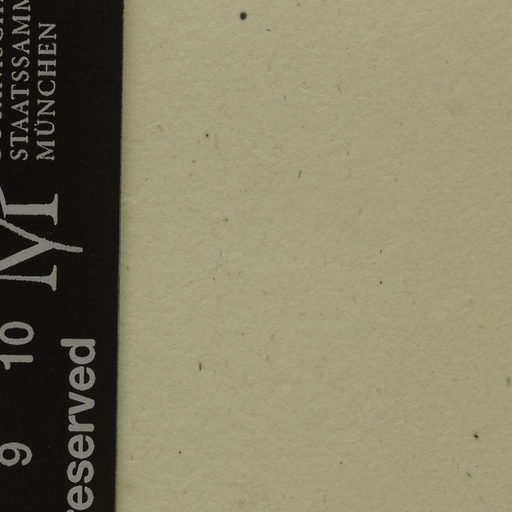 STAATSSAMM
MÜNCHEN
M
9 10
reserved